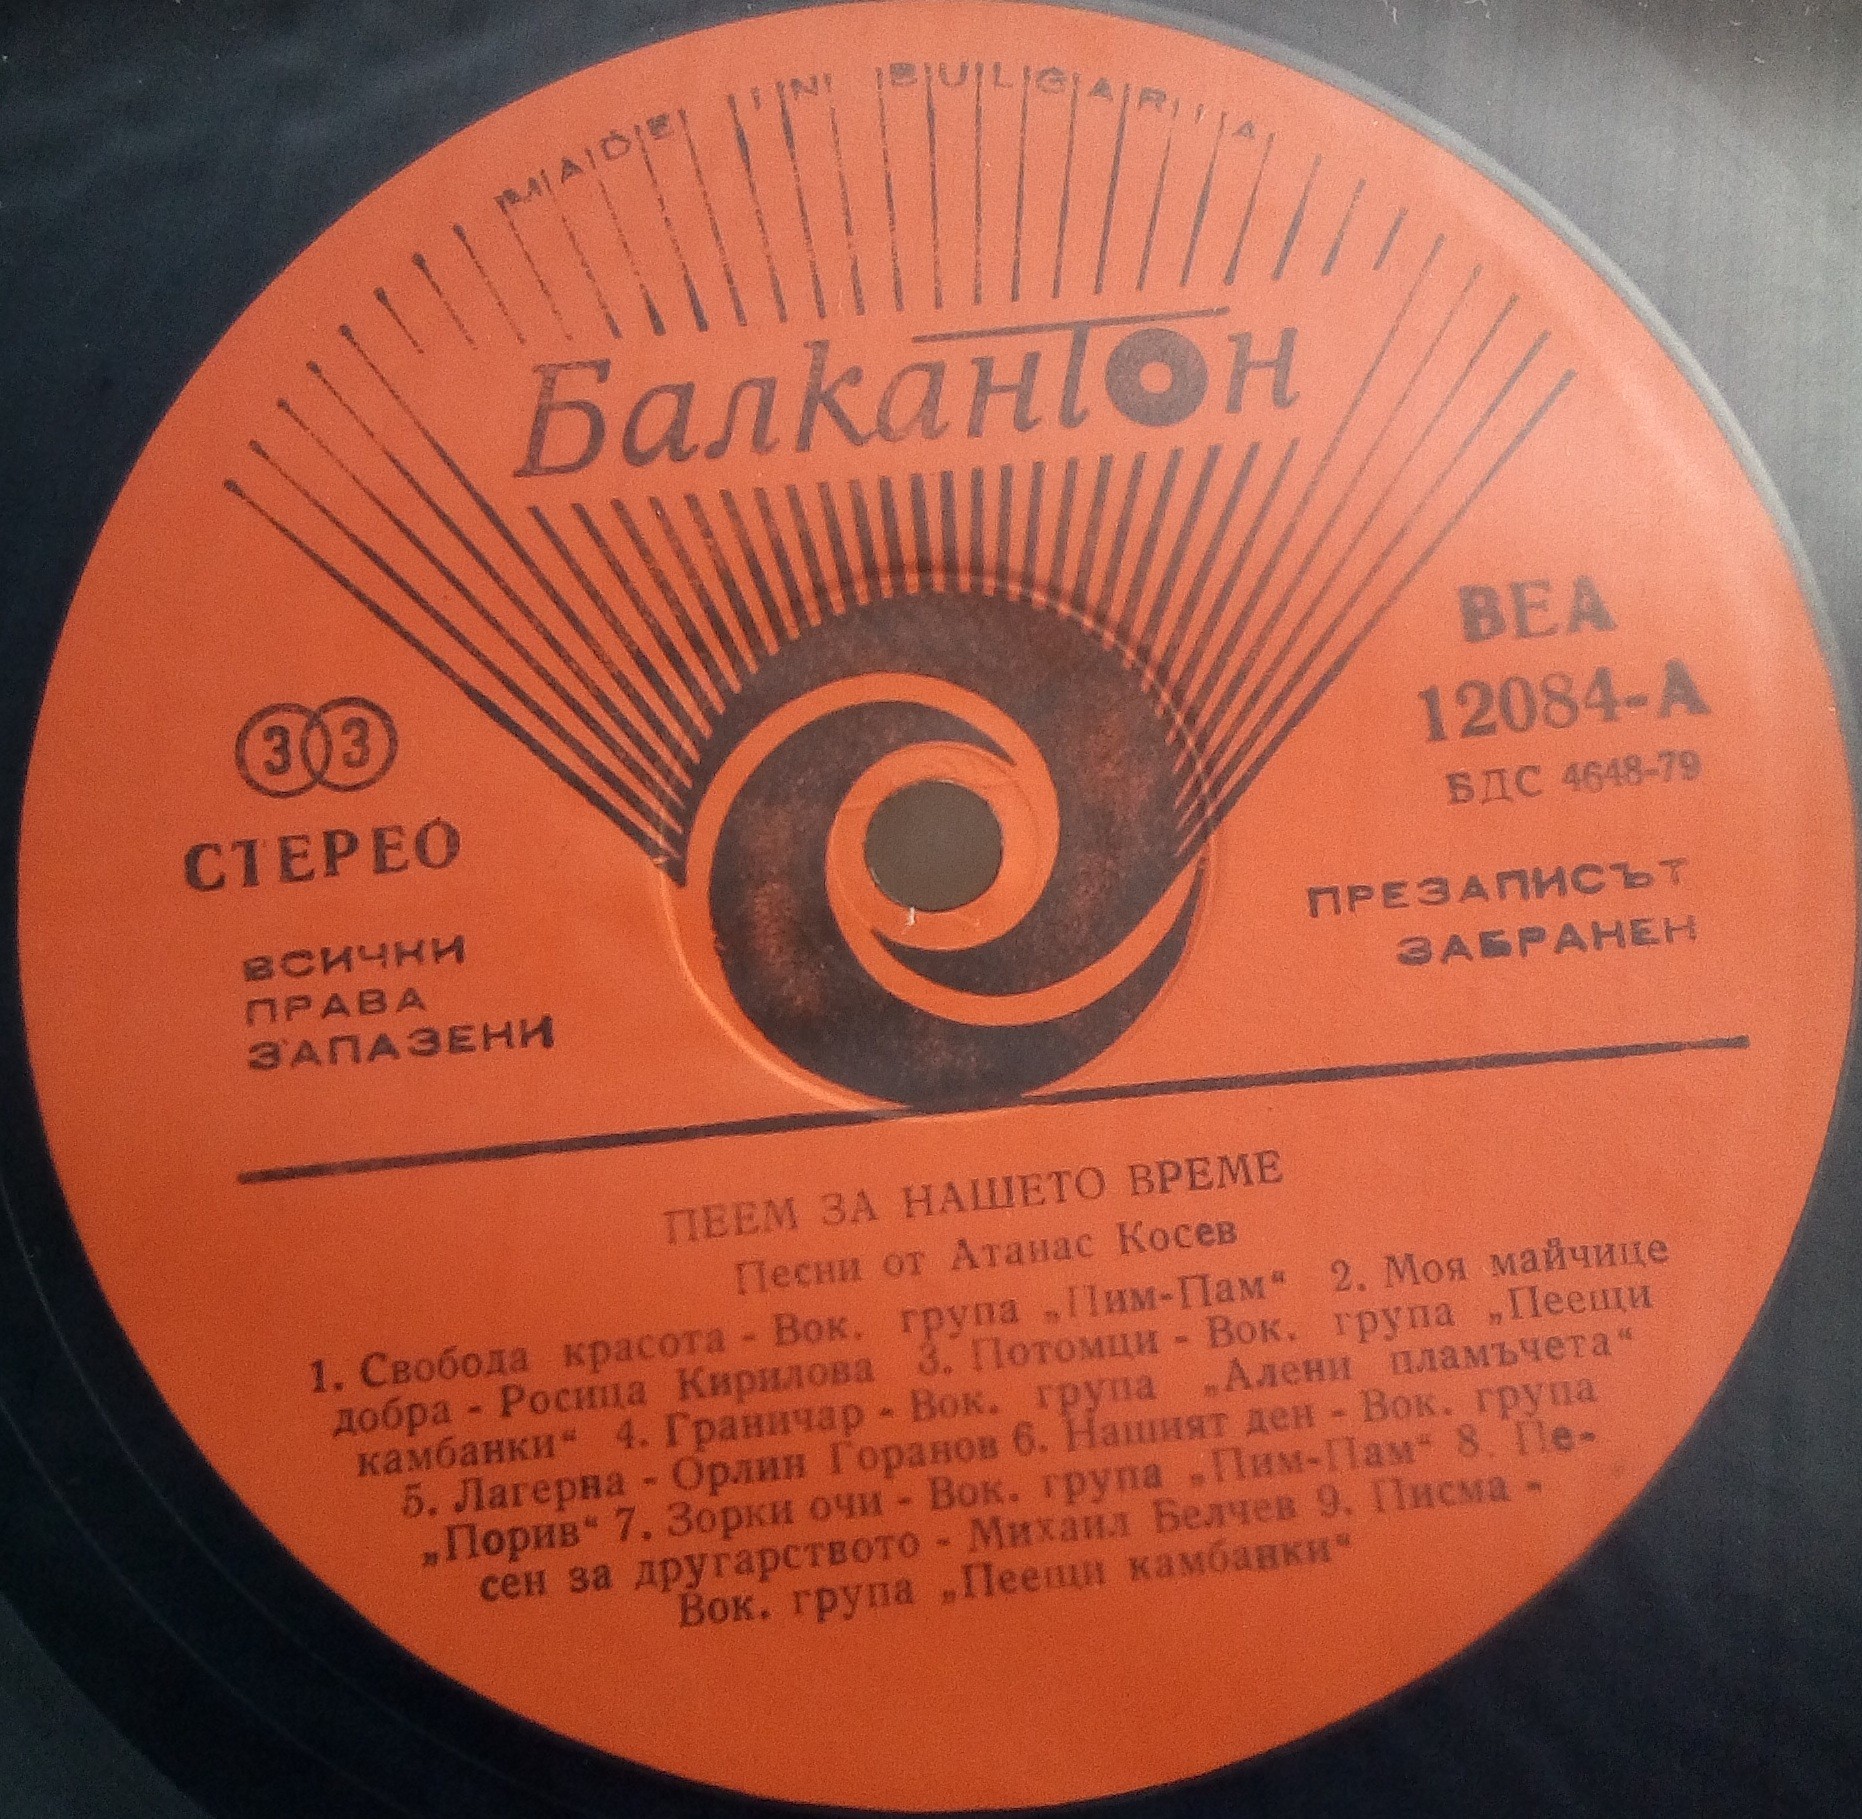 MADE IN BULGARIA
Балкантон
ВЕА
12084-А
БДС 4648-79
33
СТЕРЕО
ПРЕЗАПИСЪТ
ЗАБРАНЕН
ВСИЧКИ
ПРАВА
ЗАПАЗЕНИ
ПЕЕМ ЗА НАШЕТО ВРЕМЕ
Песни от Атанас Косев
1. Свобода красота - Вок. група „Пим-Пам“ 2. Моя майчице
добра - Росица Кирилова 3. Потомци - Вок. група „Пеещи
камбанки“ 4. Граничар - Вок. група „Алени пламъчета“
5. Лагерна - Орлин Горанов 6. Нашият ден - Вок. група
„Порив“ 7. Зорки очи - Вок. група „Пим-Пам“ 8. Пе-
сен за другарството - Михаил Белчев 9. Писма -
Вок. група „Пеещи камбанки“